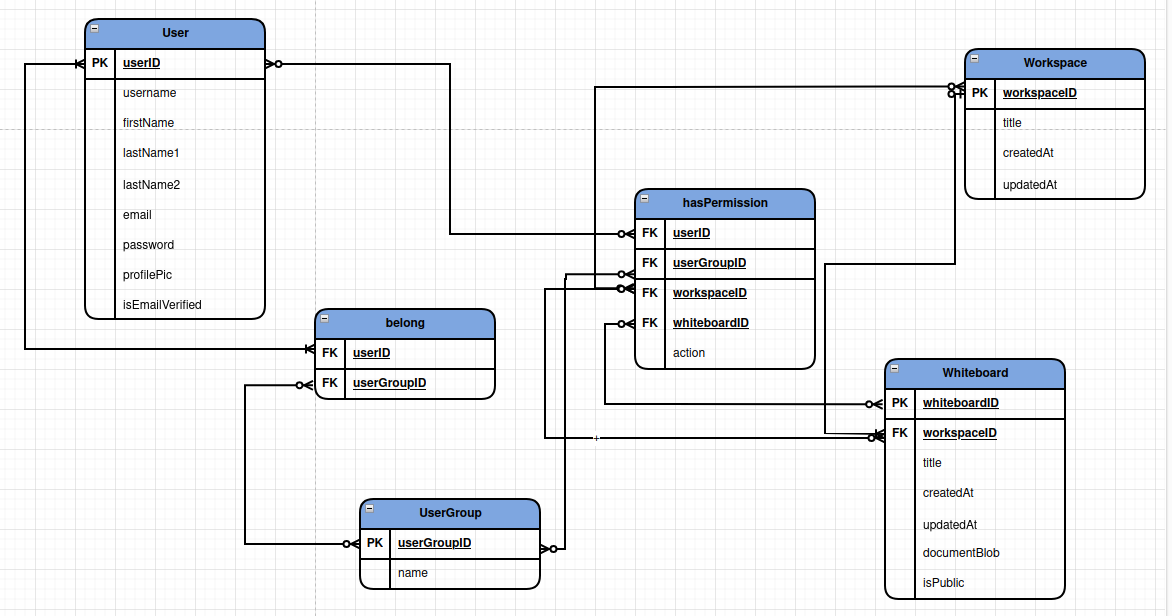 User
PK userID
username
firstName
lastName1
lastName2
email
password
profilePic
isEmailVerified
Workspace
PK workspaceID
title
createdAt
updatedAt
hasPermission
FK userID
FK userGroupID
FK workspaceID
FK whiteboardID
action
belong
FK userID
FK userGroupID
Whiteboard
PK whiteboardID
FK workspaceID
title
createdAt
updatedAt
documentBlob
isPublic
UserGroup
PK userGroupID
name